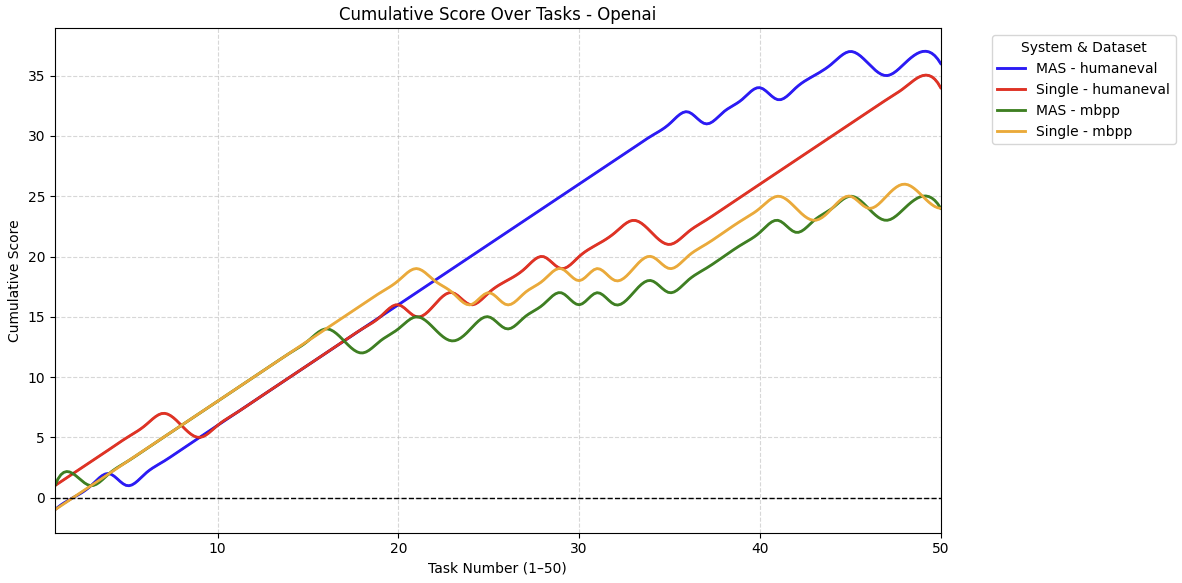 Cumulative Score Over Tasks - Openai
System & Dataset
MAS - humaneval
Single - humaneval
MAS - mbpp
Single - mbpp
Cumulative Score
35
30
25
20
15
10
5
0
10 20 30 40 50
Task Number (1–50)